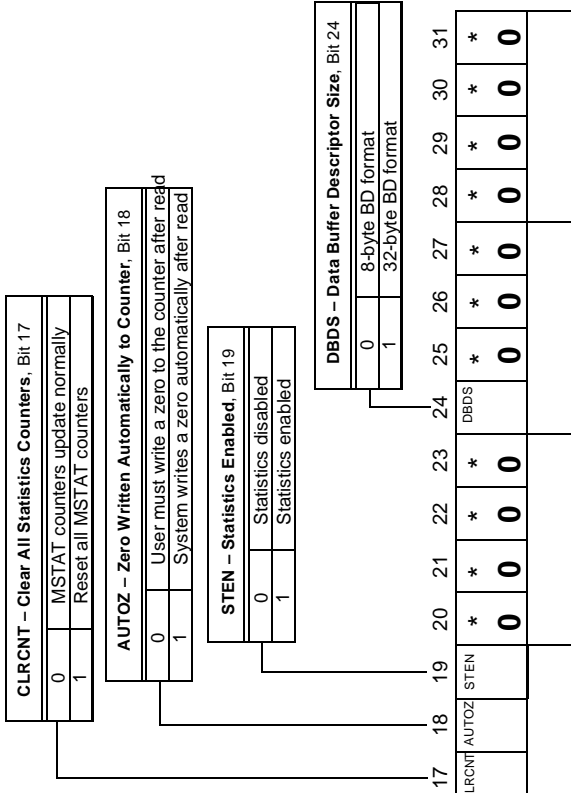 CLRCNT – Clear All Statistics Counters, Bit 17
0 MSTAT counters update normally
1 Reset all MSTAT counters
AUTOZ – Zero Written Automatically to Counter, Bit 18
0 User must write a zero to the counter after read
1 System writes a zero automatically after read
STEN – Statistics Enabled, Bit 19
0 Statistics disabled
1 Statistics enabled
DBDS – Data Buffer Descriptor Size, Bit 24
0 8-byte BD format
1 32-byte BD format
17 18 19 20 21 22 23 24 25 26 27 28 29 30 31
LRCNT AUTOZ STEN * * * * DBDS * * * * * * *
0 0 0 0 0 0 0 0 0 0 0